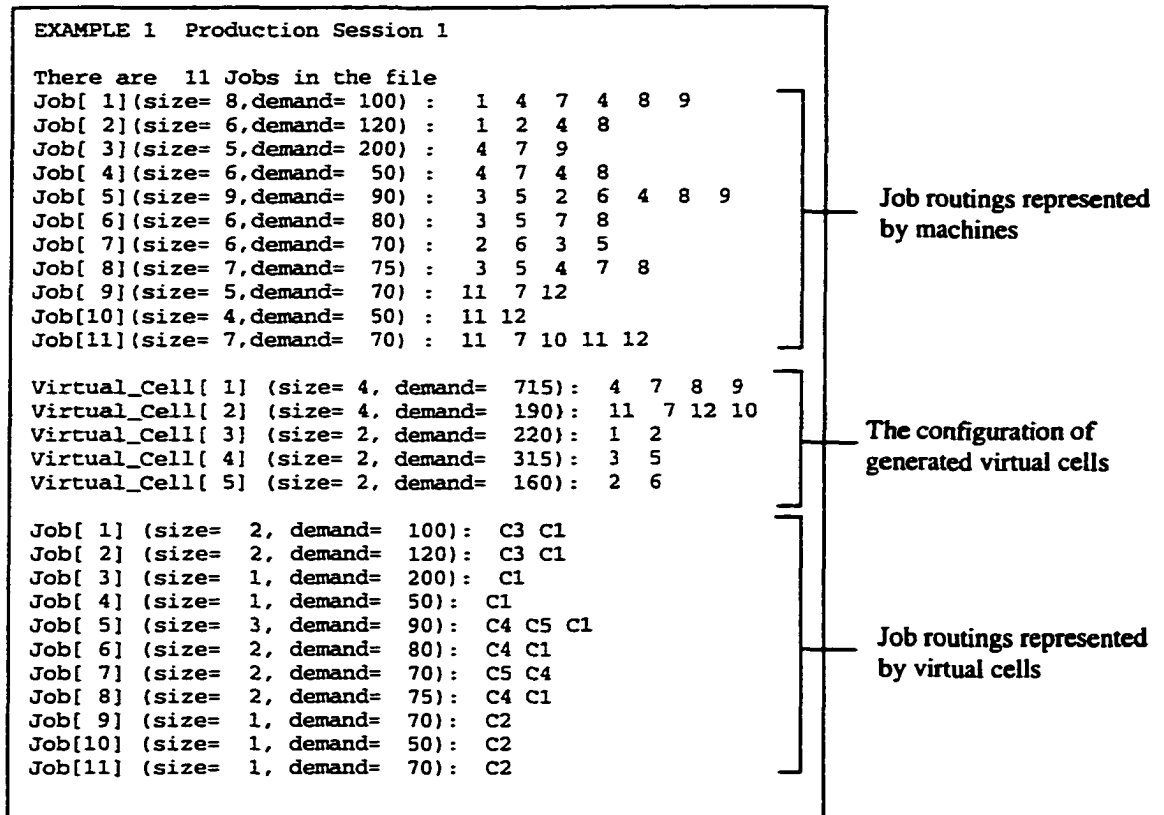 EXAMPLE 1 Production Session 1
There are 11 Jobs in the file
Job[ 1](size= 8,demand= 100) : 1 4 7 4 8 9
Job[ 2](size= 6,demand= 120) : 1 2 4 8
Job[ 3](size= 5,demand= 200) : 4 7 9
Job[ 4](size= 6,demand= 50) : 4 7 4 8
Job[ 5](size= 9,demand= 90) : 3 5 2 6 4 8 9
Job[ 6](size= 6,demand= 80) : 3 5 7 8
Job[ 7](size= 6,demand= 70) : 2 6 3 5
Job[ 8](size= 7,demand= 75) : 3 5 4 7 8
Job[ 9](size= 5,demand= 70) : 11 7 12
Job[10](size= 4,demand= 50) : 11 12
Job[11](size= 7,demand= 70) : 11 7 10 11 12
Job routings represented
by machines
Virtual_Cell[ 1] (size= 4, demand= 715): 4 7 8 9
Virtual_Cell[ 2] (size= 4, demand= 190): 11 7 12 10
Virtual_Cell[ 3] (size= 2, demand= 220): 1 2
Virtual_Cell[ 4] (size= 2, demand= 315): 3 5
Virtual_Cell[ 5] (size= 2, demand= 160): 2 6
The configuration of
generated virtual cells
Job[ 1] (size= 2, demand= 100): C3 C1
Job[ 2] (size= 2, demand= 120): C3 C1
Job[ 3] (size= 1, demand= 200): C1
Job[ 4] (size= 1, demand= 50): C1
Job[ 5] (size= 3, demand= 90): C4 C5 C1
Job[ 6] (size= 2, demand= 80): C4 C1
Job[ 7] (size= 2, demand= 70): C5 C4
Job[ 8] (size= 2, demand= 75): C4 C1
Job[ 9] (size= 1, demand= 70): C2
Job[10] (size= 1, demand= 50): C2
Job[11] (size= 1, demand= 70): C2
Job routings represented
by virtual cells